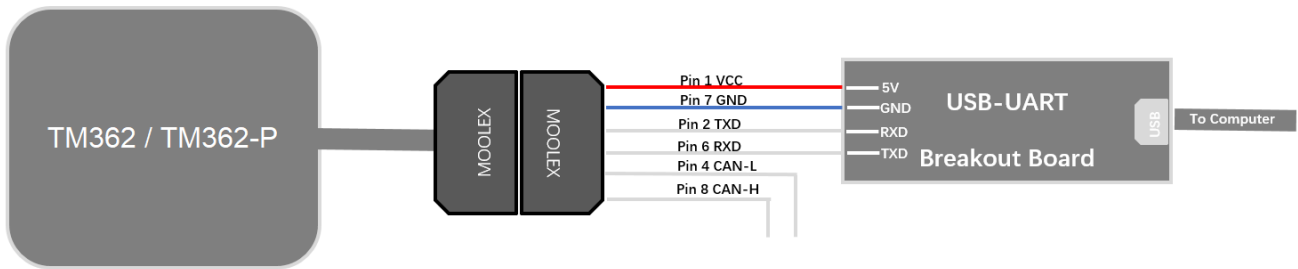 TM362 / TM362-P
MOOLEX
MOOLEX
Pin 1 VCC
Pin 7 GND
Pin 2 TXD
Pin 6 RXD
Pin 4 CAN-L
Pin 8 CAN-H
5V
GND
RXD
TXD
USB-UART
Breakout Board
USB
To Computer